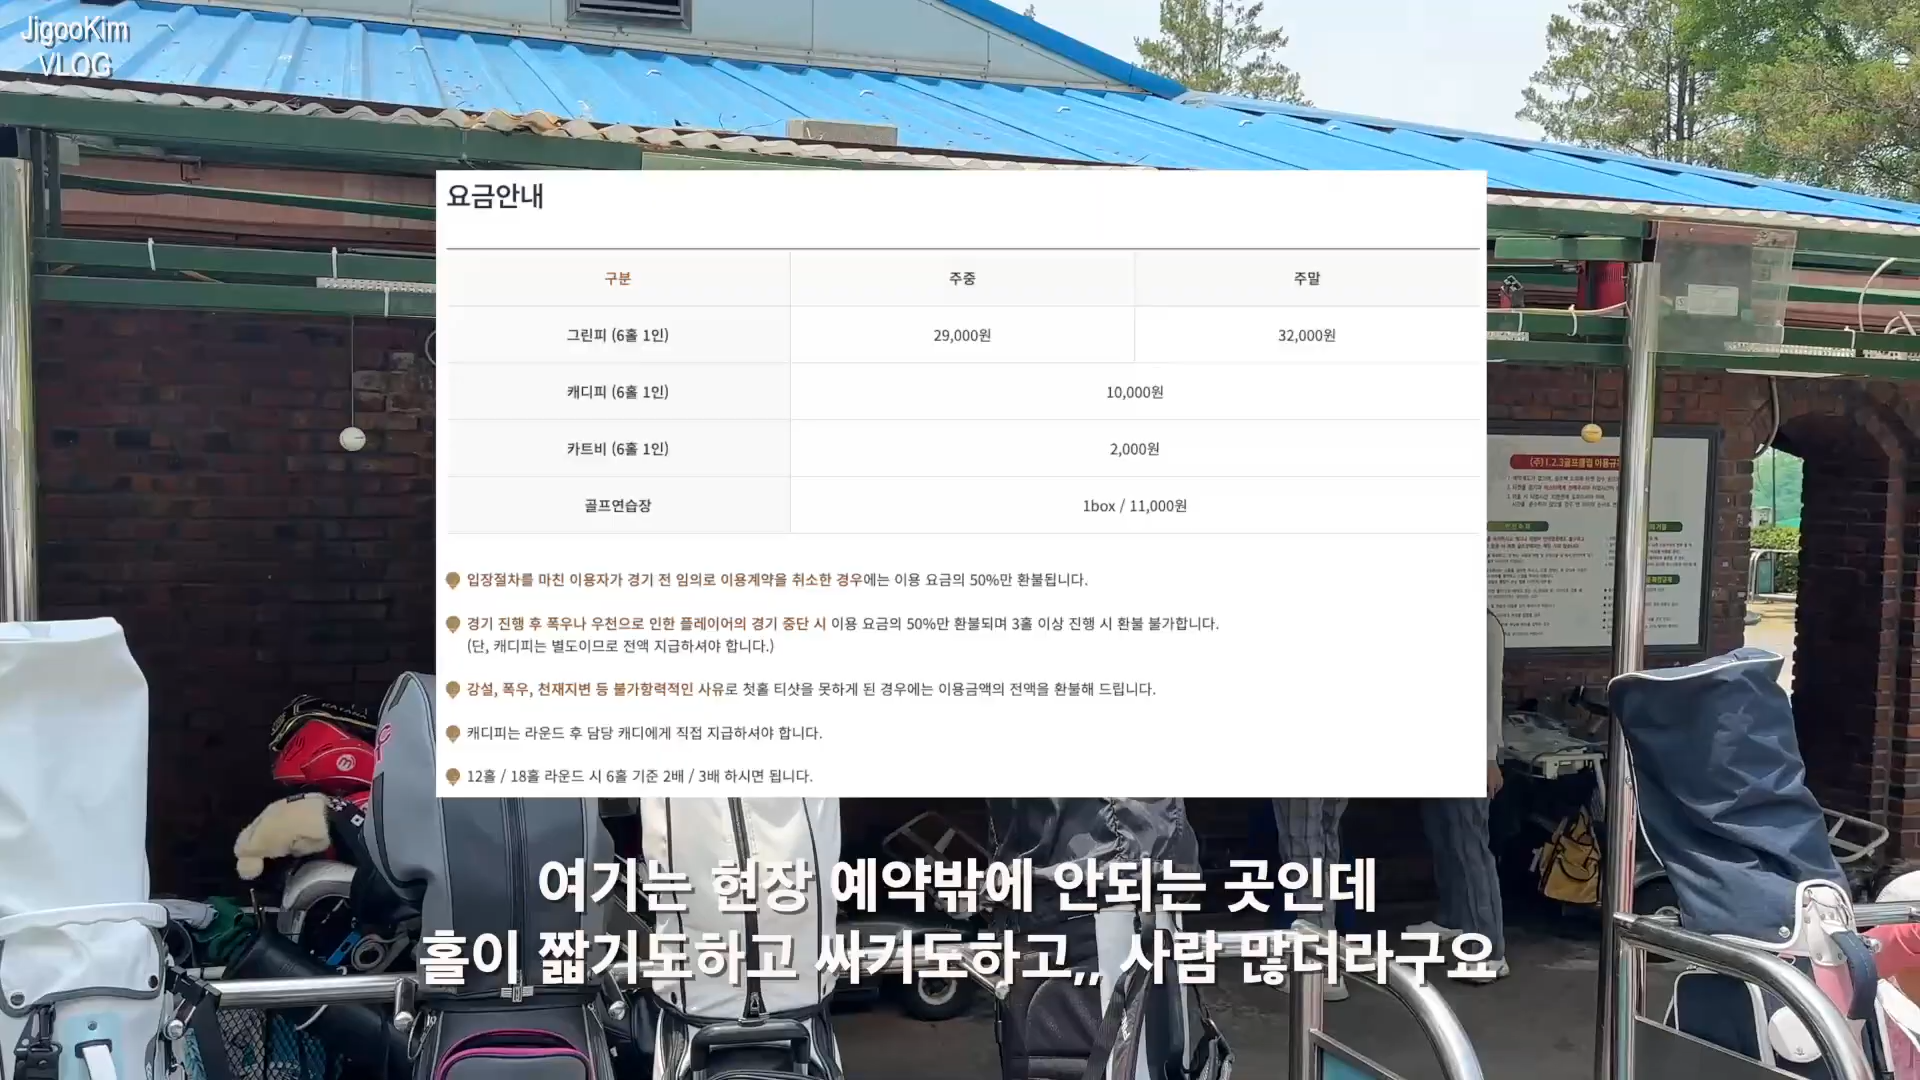 JigooKim
VLOG
요금안내
구분 주중 주말
그린피 (6홀 1인) 29,000원 32,000원
캐디피 (6홀 1인) 10,000원
카트비 (6홀 1인) 2,000원
골프연습장 1box / 11,000원
입장절차를 마친 이용자가 경기 전 임의로 이용계약을 취소한 경우에는 이용 요금의 50%만 환불됩니다.
경기 진행 후 폭우나 우천으로 인한 플레이어의 경기 중단 시 이용 요금의 50%만 환불되며 3홀 이상 진행 시 환불 불가합니다.
(단, 캐디피는 별도이므로 전액 지급하셔야 합니다.)
강설, 폭우, 천재지변 등 불가항력적인 사유로 첫홀 티샷을 못하게 된 경우에는 이용금액의 전액을 환불해 드립니다.
캐디피는 라운드 후 담당 캐디에게 직접 지급하셔야 합니다.
12홀 / 18홀 라운드 시 6홀 기준 2배 / 3배 하시면 됩니다.
(주)1.2.3골프클럽 이용규
여기는 현장 예약밖에 안되는 곳인데
홀이 짧기도하고 싸기도하고,, 사람 많더라구요